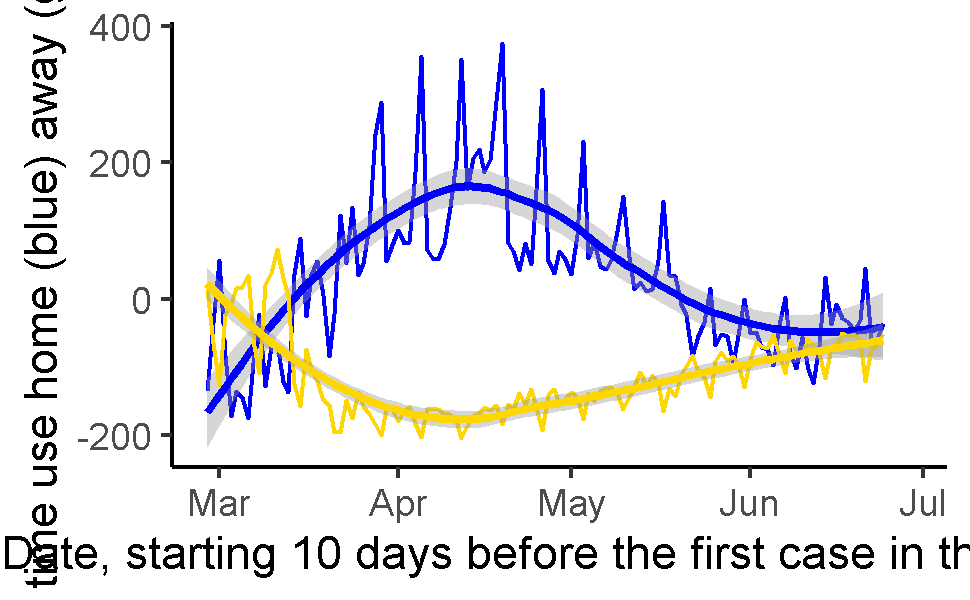 time use home (blue) away (
400
200
0
-200
Mar Apr May Jun Jul
Date, starting 10 days before the first case in th